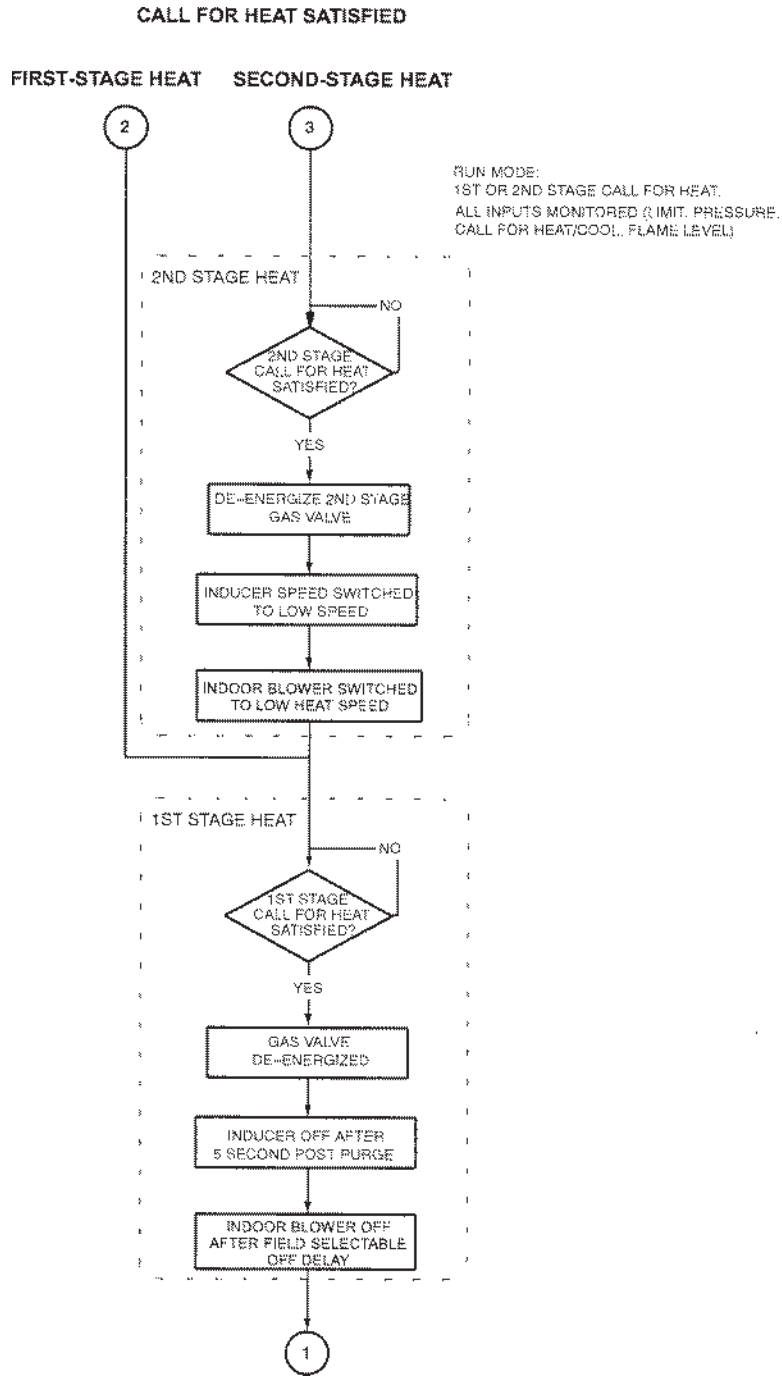 CALL FOR HEAT SATISFIED
FIRST-STAGE HEAT SECOND-STAGE HEAT
2
3
RUN MODE:
1ST OR 2ND STAGE CALL FOR HEAT.
ALL INPUTS MONITORED (LIMIT, PRESSURE,
CALL FOR HEAT/COOL, FLAME LEVEL)
2ND STAGE HEAT
NO
2ND STAGE
CALL FOR HEAT
SATISFIED?
YES
DE-ENERGIZE 2ND STAGE
GAS VALVE
INDUCER SPEED SWITCHED
TO LOW SPEED
INDOOR BLOWER SWITCHED
TO LOW HEAT SPEED
1ST STAGE HEAT
NO
1ST STAGE
CALL FOR HEAT
SATISFIED?
YES
GAS VALVE
DE-ENERGIZED
INDUCER OFF AFTER
5 SECOND POST PURGE
INDOOR BLOWER OFF
AFTER FIELD SELECTABLE
OFF DELAY
1